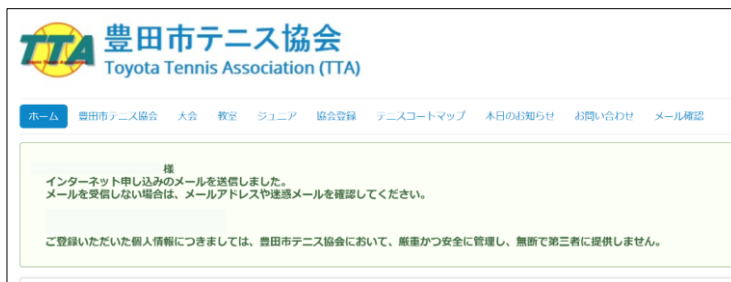 TTA
豊田市テニス協会
Toyota Tennis Association (TTA)
ホーム 豊田市テニス協会 大会 教室 ジュニア 協会登録 テニスコートマップ 本日のお知らせ お問い合わせ メール確認
様
インターネット申し込みのメールを送信しました。
メールを受信しない場合は、メールアドレスや迷惑メールを確認してください。
ご登録いただいた個人情報につきましては、豊田市テニス協会において、厳重かつ安全に管理し、無断で第三者に提供しません。